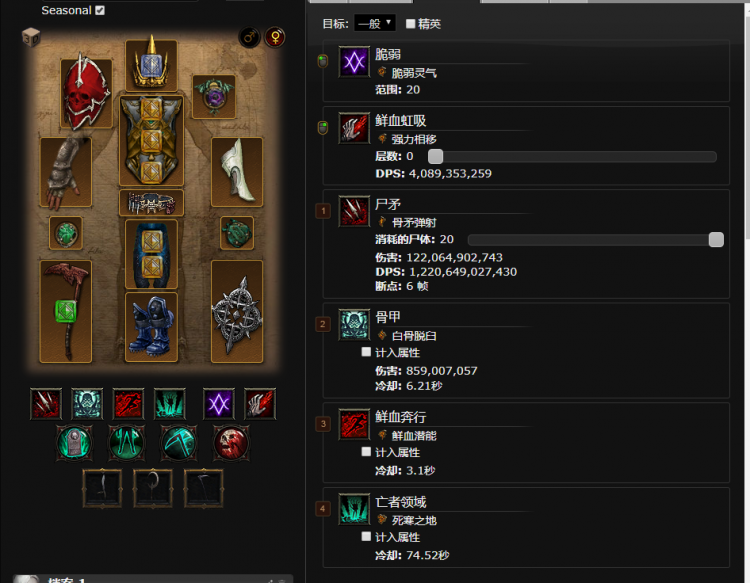 Seasonal
目标: 一般 精英
脆弱
脆弱灵气
范围: 20
鲜血虹吸
强力相移
层数: 0
DPS: 4,089,353,259
1
尸矛
骨矛弹射
消耗的尸体: 20
伤害: 122,064,902,743
DPS: 1,220,649,027,430
断点: 6 帧
2
骨甲
白骨脱臼
计入属性
伤害: 859,007,057
冷却: 6.21秒
3
鲜血奔行
鲜血潜能
计入属性
冷却: 3.1秒
4
亡者领域
死寒之地
计入属性
冷却: 74.52秒